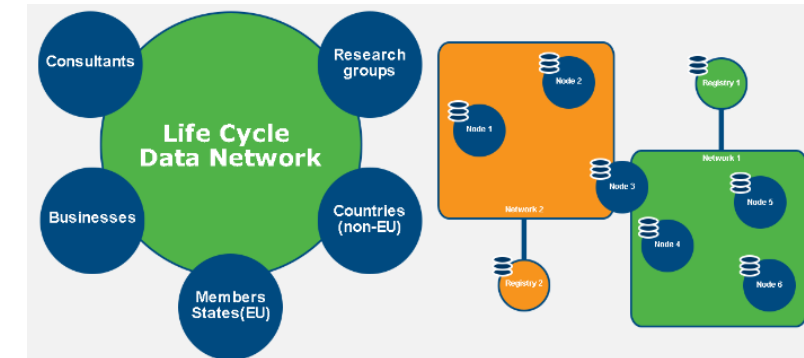 Consultants
Research
groups
Life Cycle
Data Network
Businesses
Countries
(non-EU)
Members
States(EU)
Node 2
Node 1
Network 2
Registry 2
Node 3
Registry 1
Network 1
Node 5
Node 4
Node 6